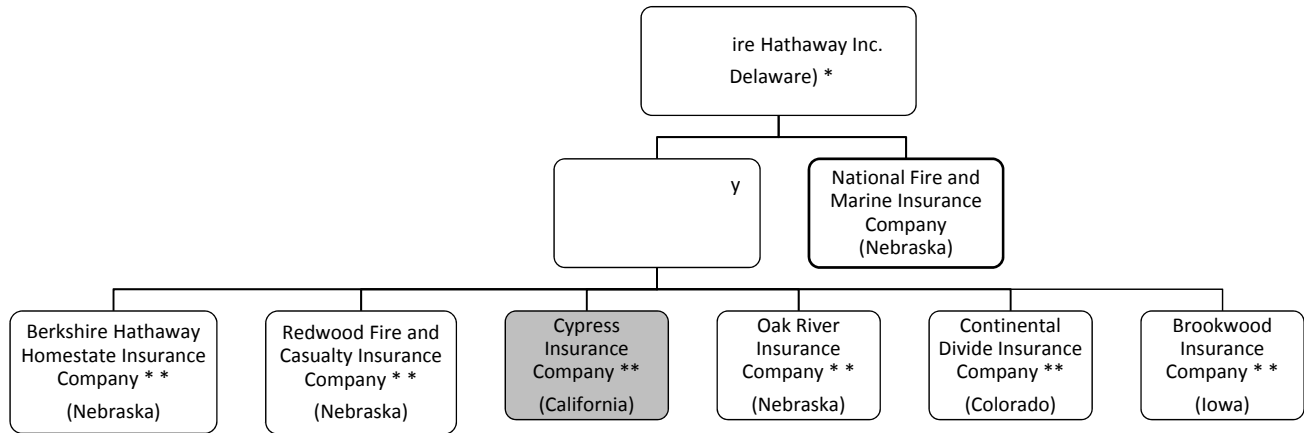 ire Hathaway Inc.
Delaware) *
y
National Fire and
Marine Insurance
Company
(Nebraska)
Berkshire Hathaway
Homestate Insurance
Company * *
(Nebraska)
Redwood Fire and
Casualty Insurance
Company * *
(Nebraska)
Cypress
Insurance
Company **
(California)
Oak River
Insurance
Company * *
(Nebraska)
Continental
Divide Insurance
Company **
(Colorado)
Brookwood
Insurance
Company * *
(Iowa)